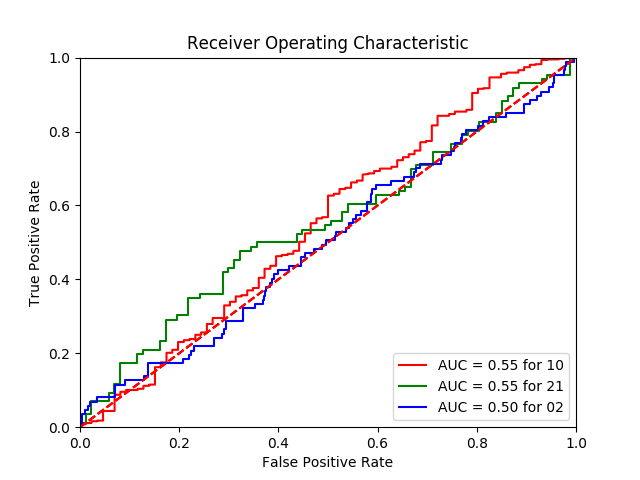 Receiver Operating Characteristic
True Positive Rate
1.0
0.8
0.6
0.4
0.2
0.0
AUC = 0.55 for 10
AUC = 0.55 for 21
AUC = 0.50 for 02
0.0 0.2 0.4 0.6 0.8 1.0
False Positive Rate